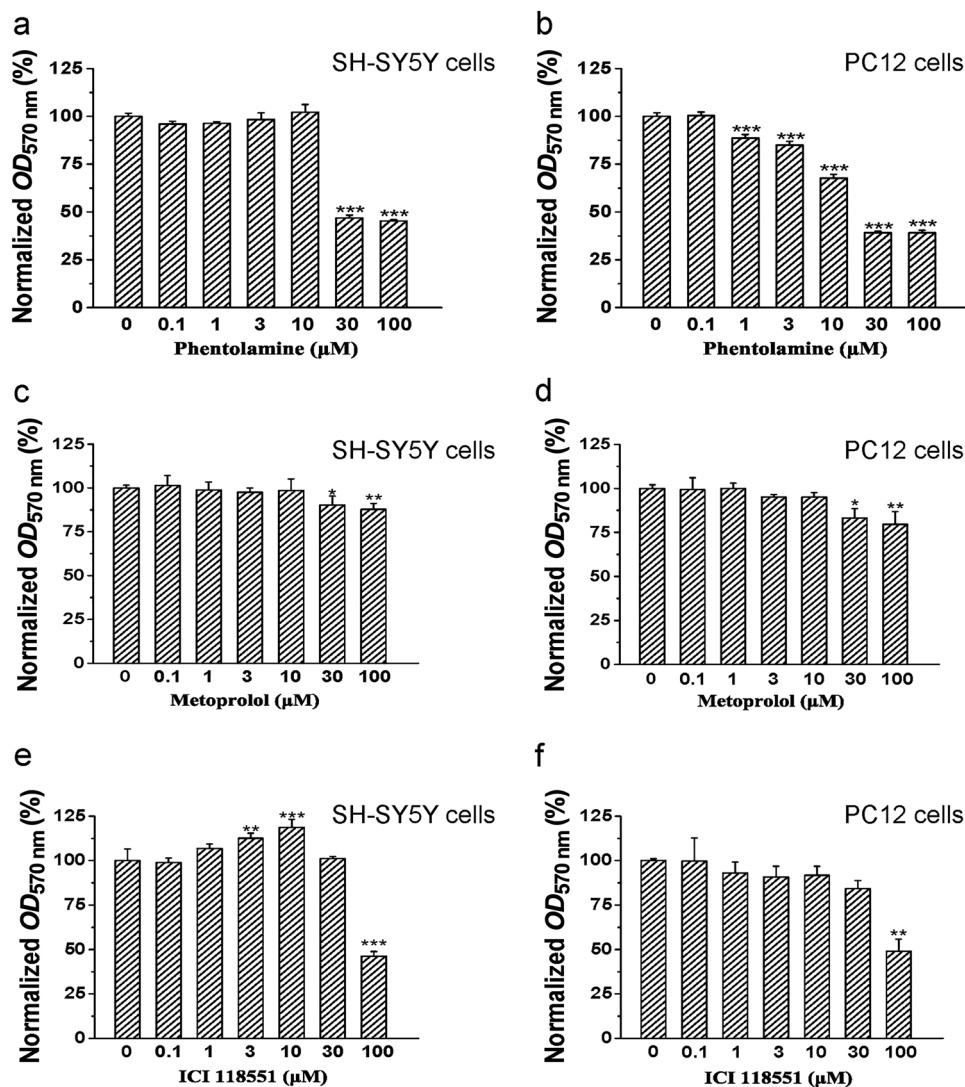 a
SH-SY5Y cells
Normalized OD570 nm (%)
125
100
75
50
25
0
*** ***
0 0.1 1 3 10 30 100
Phentolamine (µM)
b
PC12 cells
Normalized OD570 nm (%)
125
100
75
50
25
0
*** *** *** *** ***
0 0.1 1 3 10 30 100
Phentolamine (µM)
c
SH-SY5Y cells
Normalized OD570 nm (%)
125
100
75
50
25
0
* **
0 0.1 1 3 10 30 100
Metoprolol (µM)
d
PC12 cells
Normalized OD570 nm (%)
125
100
75
50
25
0
* **
0 0.1 1 3 10 30 100
Metoprolol (µM)
e
SH-SY5Y cells
Normalized OD570 nm (%)
125
100
75
50
25
0
** *** ***
0 0.1 1 3 10 30 100
ICI 118551 (µM)
f
PC12 cells
Normalized OD570 nm (%)
125
100
75
50
25
0
**
0 0.1 1 3 10 30 100
ICI 118551 (µM)